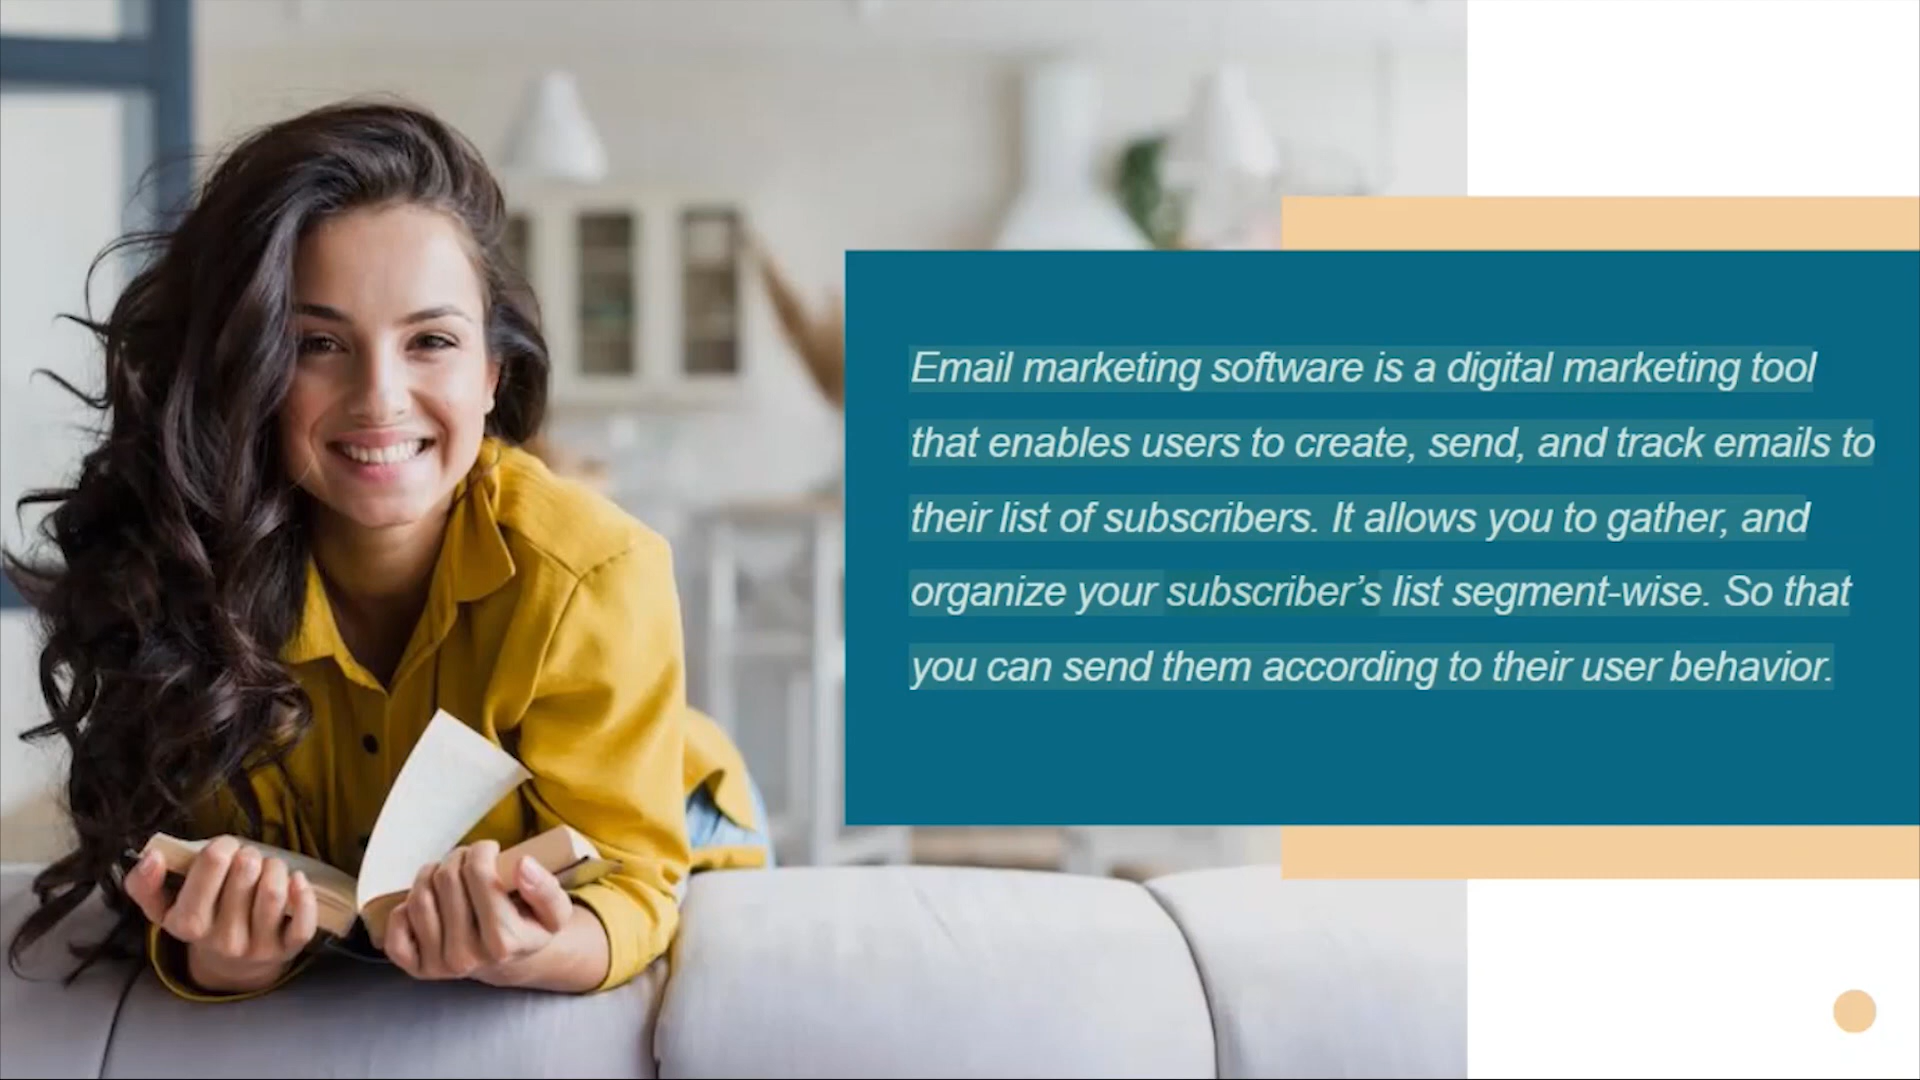 Email marketing software is a digital marketing tool
that enables users to create, send, and track emails to
their list of subscribers. It allows you to gather, and
organize your subscriber’s list segment-wise. So that
you can send them according to their user behavior.